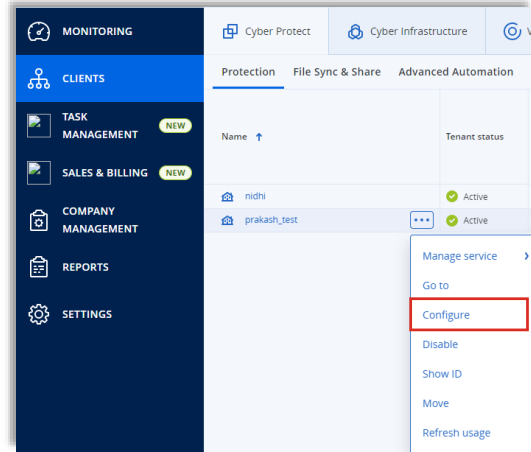 MONITORING
CLIENTS
TASK
MANAGEMENT
NEW
SALES & BILLING
NEW
COMPANY
MANAGEMENT
REPORTS
SETTINGS
Cyber Protect
Cyber Infrastructure
Protection
File Sync & Share
Advanced Automation
Name ↑
Tenant status
nidhi
Active
prakash_test
Active
Manage service
Go to
Configure
Disable
Show ID
Move
Refresh usage